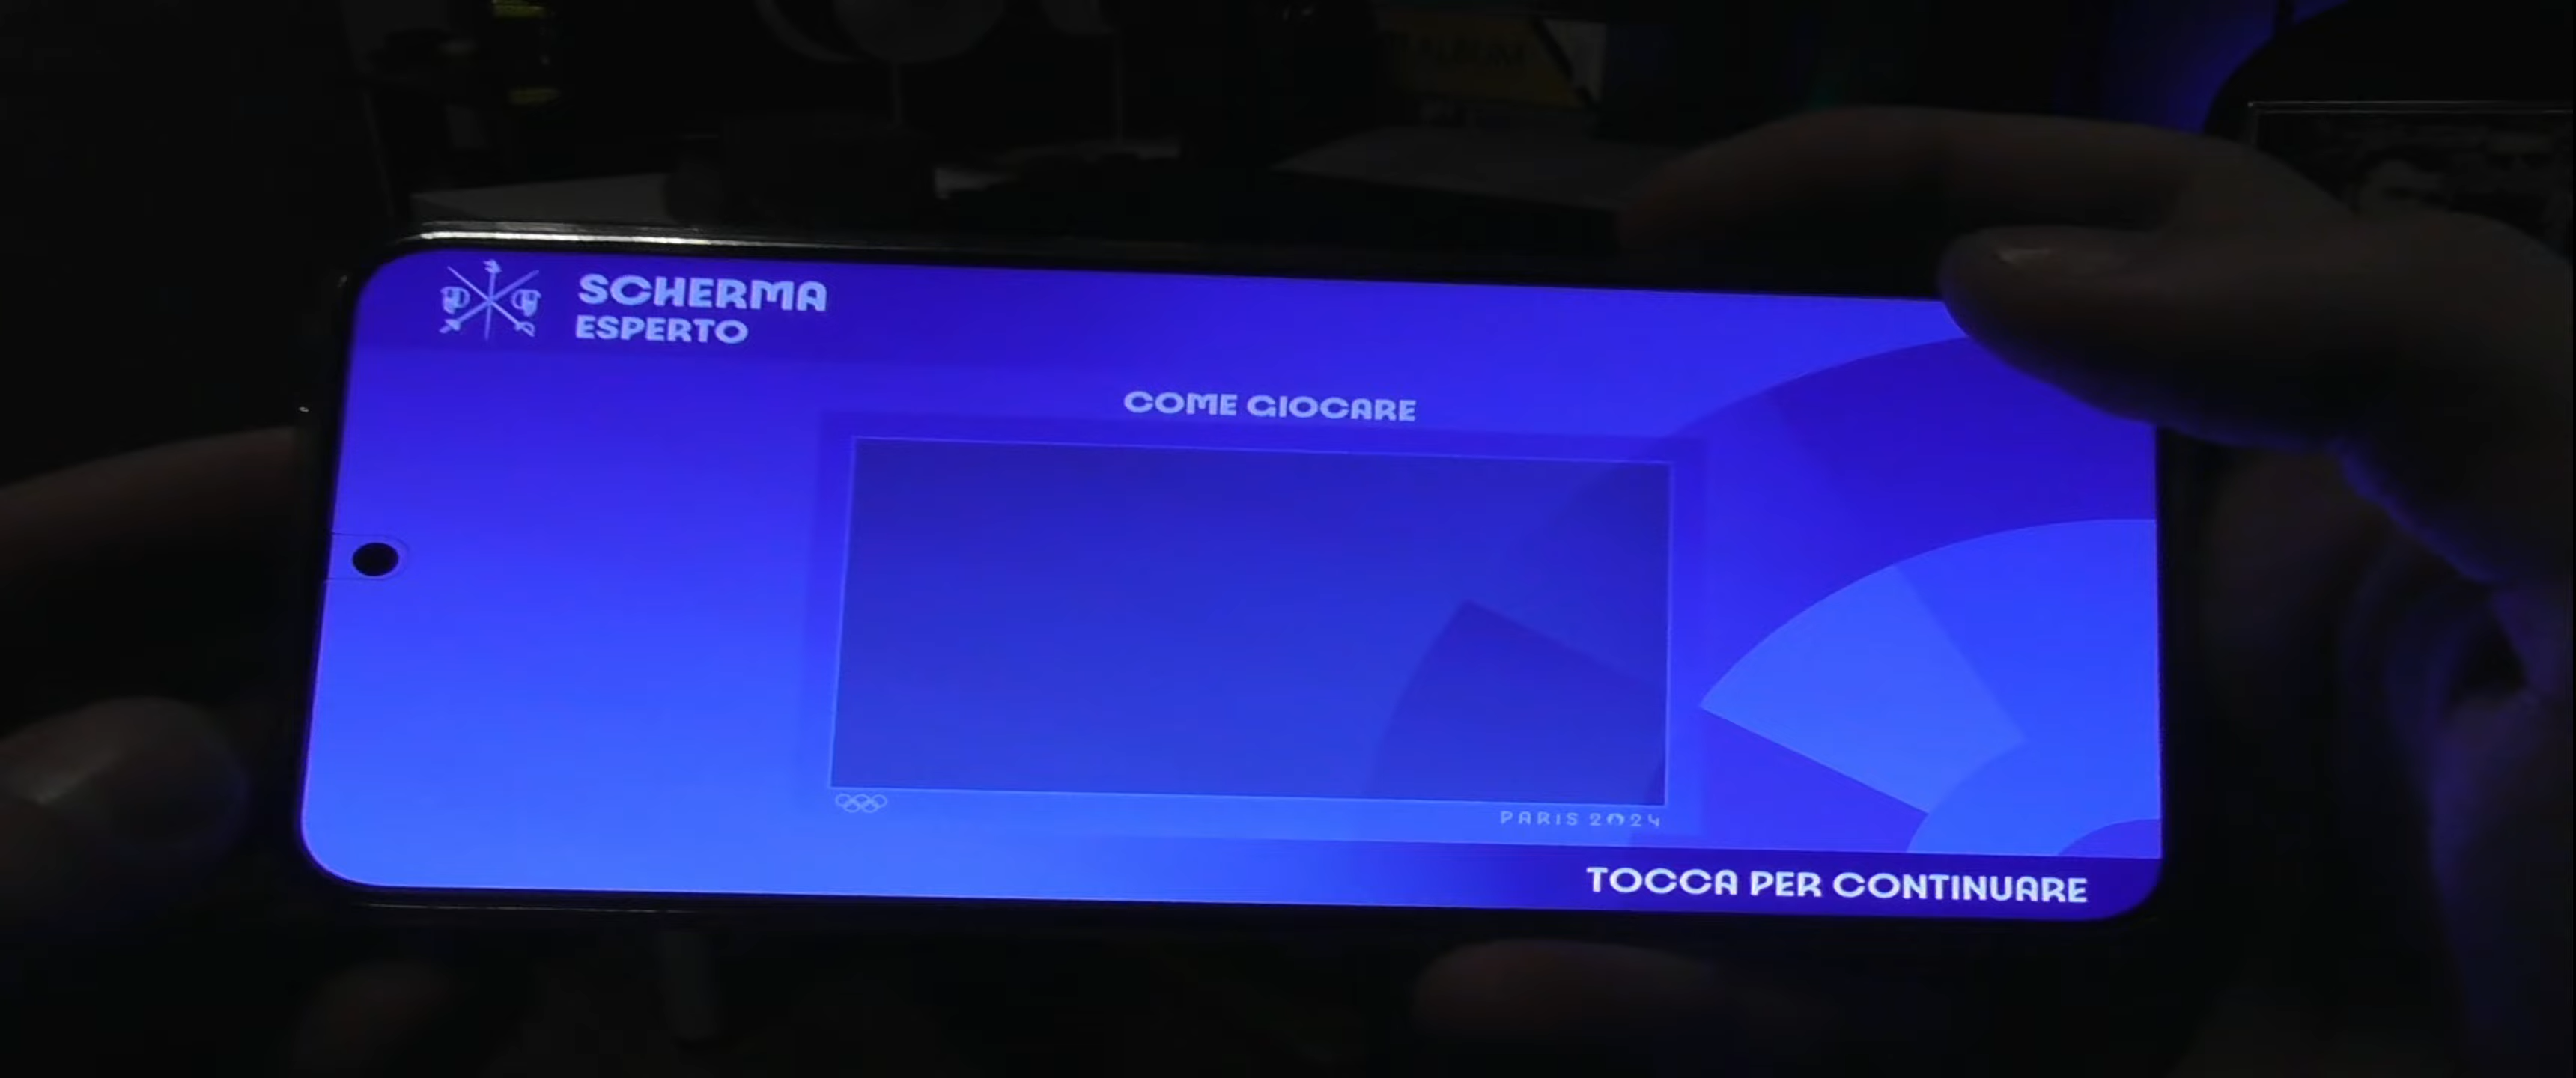 SCHERMA
ESPERTO
COME GIOCARE
PARIS 2024
TOCCA PER CONTINUARE